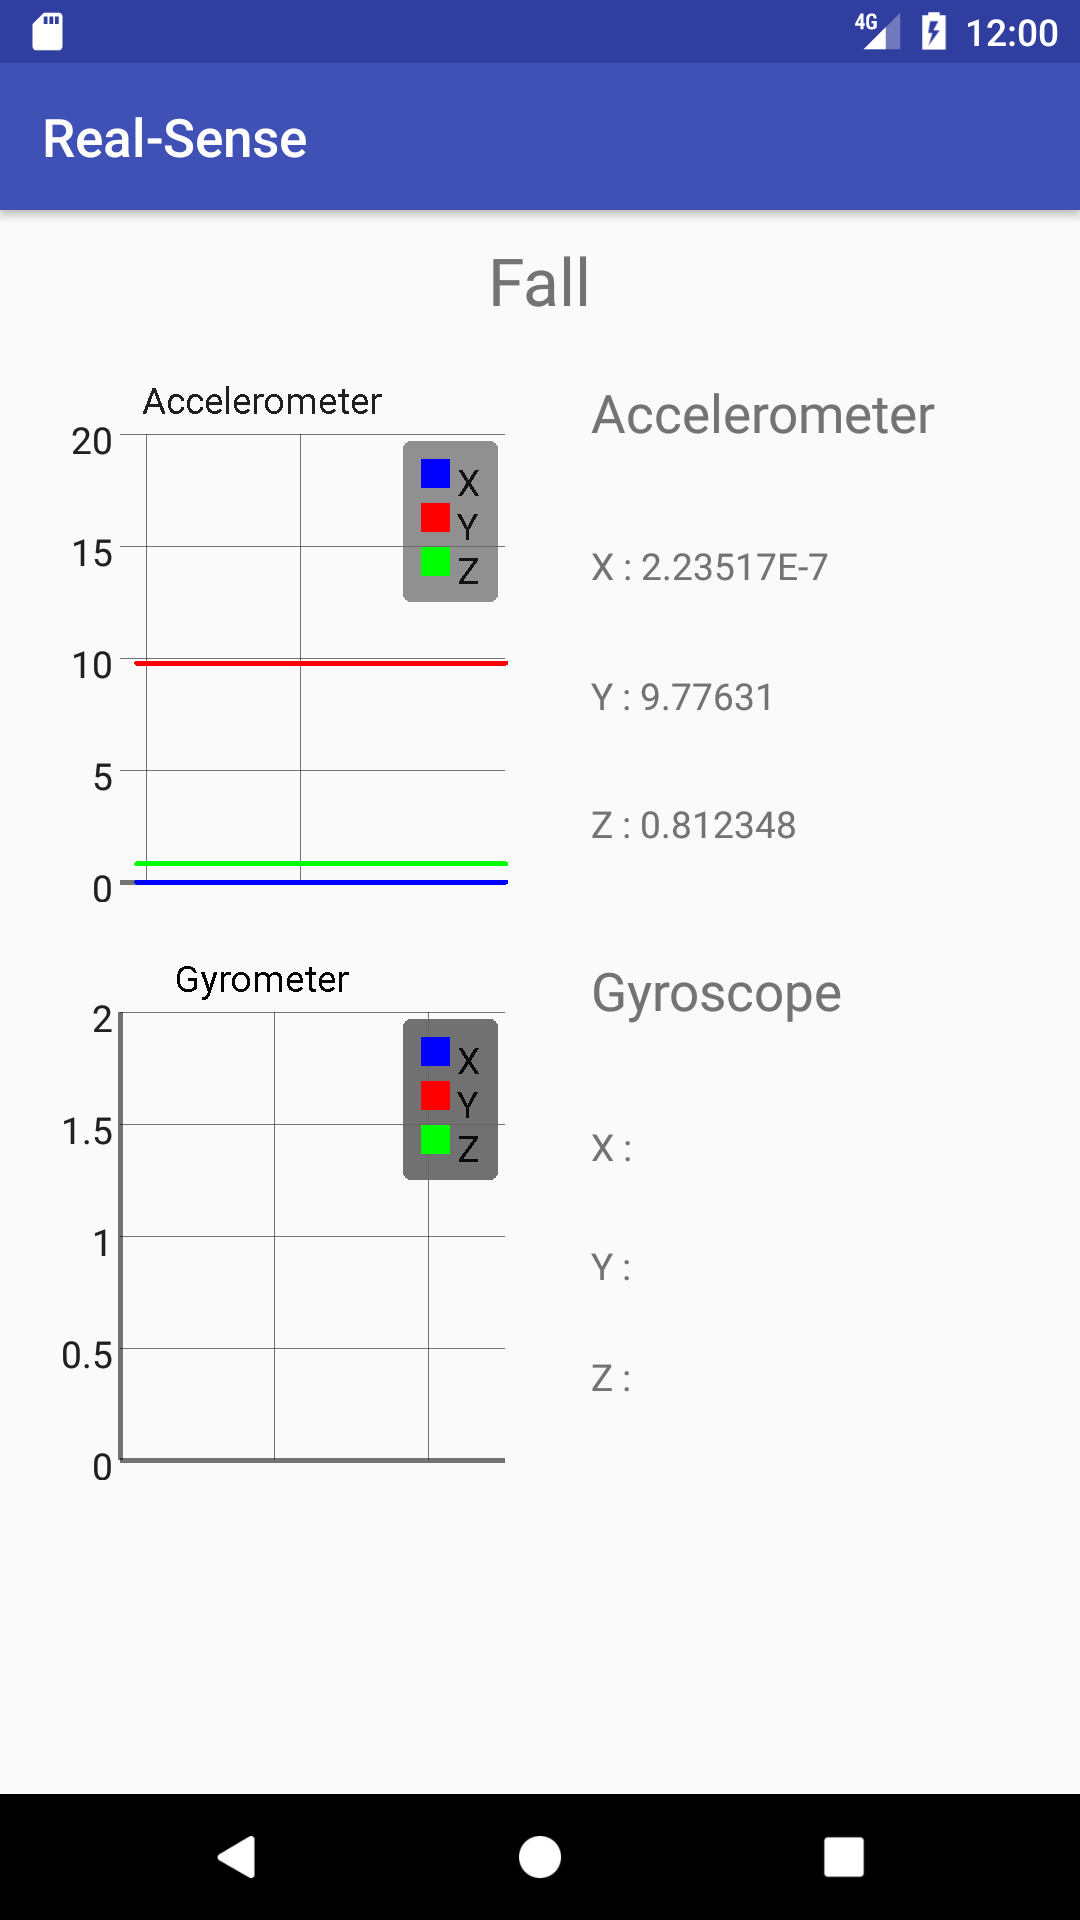 4G 12:00
Real-Sense
Fall
Accelerometer
20
15
10
5
0
X
Y
Z
Accelerometer
X : 2.23517E-7
Y : 9.77631
Z : 0.812348
Gyrometer
2
1.5
1
0.5
0
X
Y
Z
Gyroscope
X :
Y :
Z :